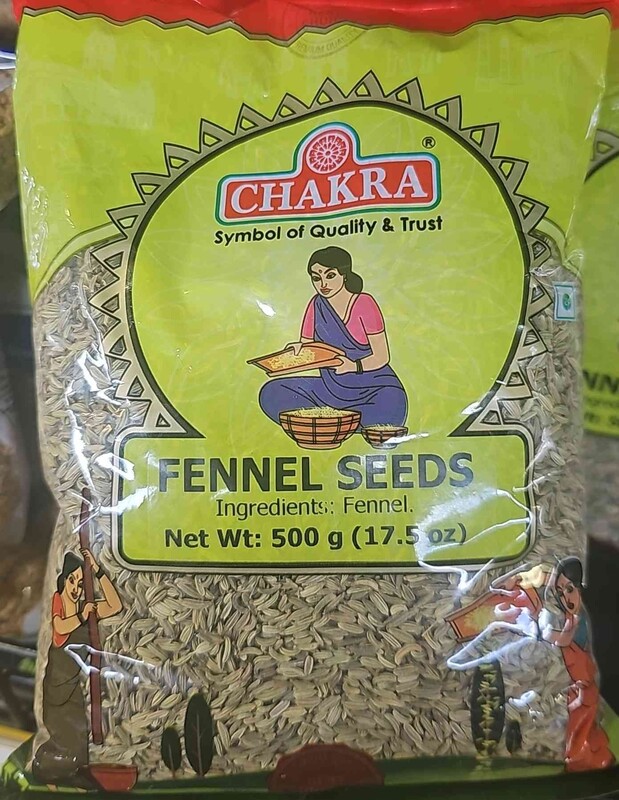 CHAKRA ®
Symbol of Quality & Trust
FENNEL SEEDS
Ingredients: Fennel.
Net Wt: 500 g (17.5 oz)